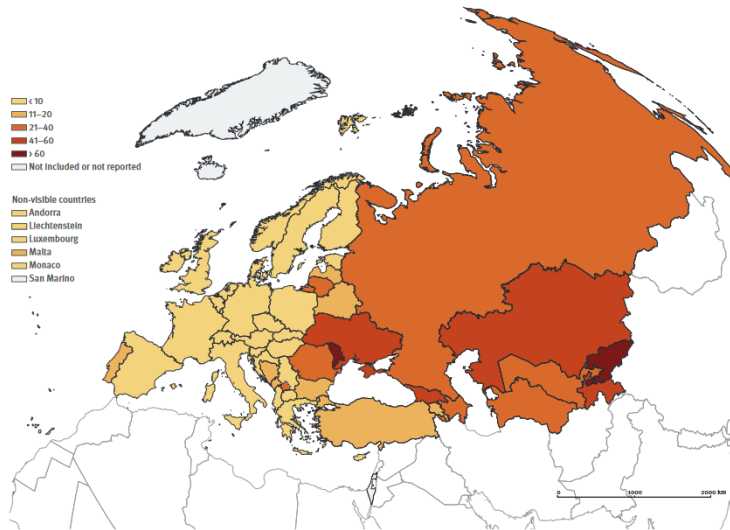 < 10
11–20
21–40
41–60
> 60
Not included or not reported
Non-visible countries
Andorra
Liechtenstein
Luxembourg
Malta
Monaco
San Marino
0 1000 2000 km